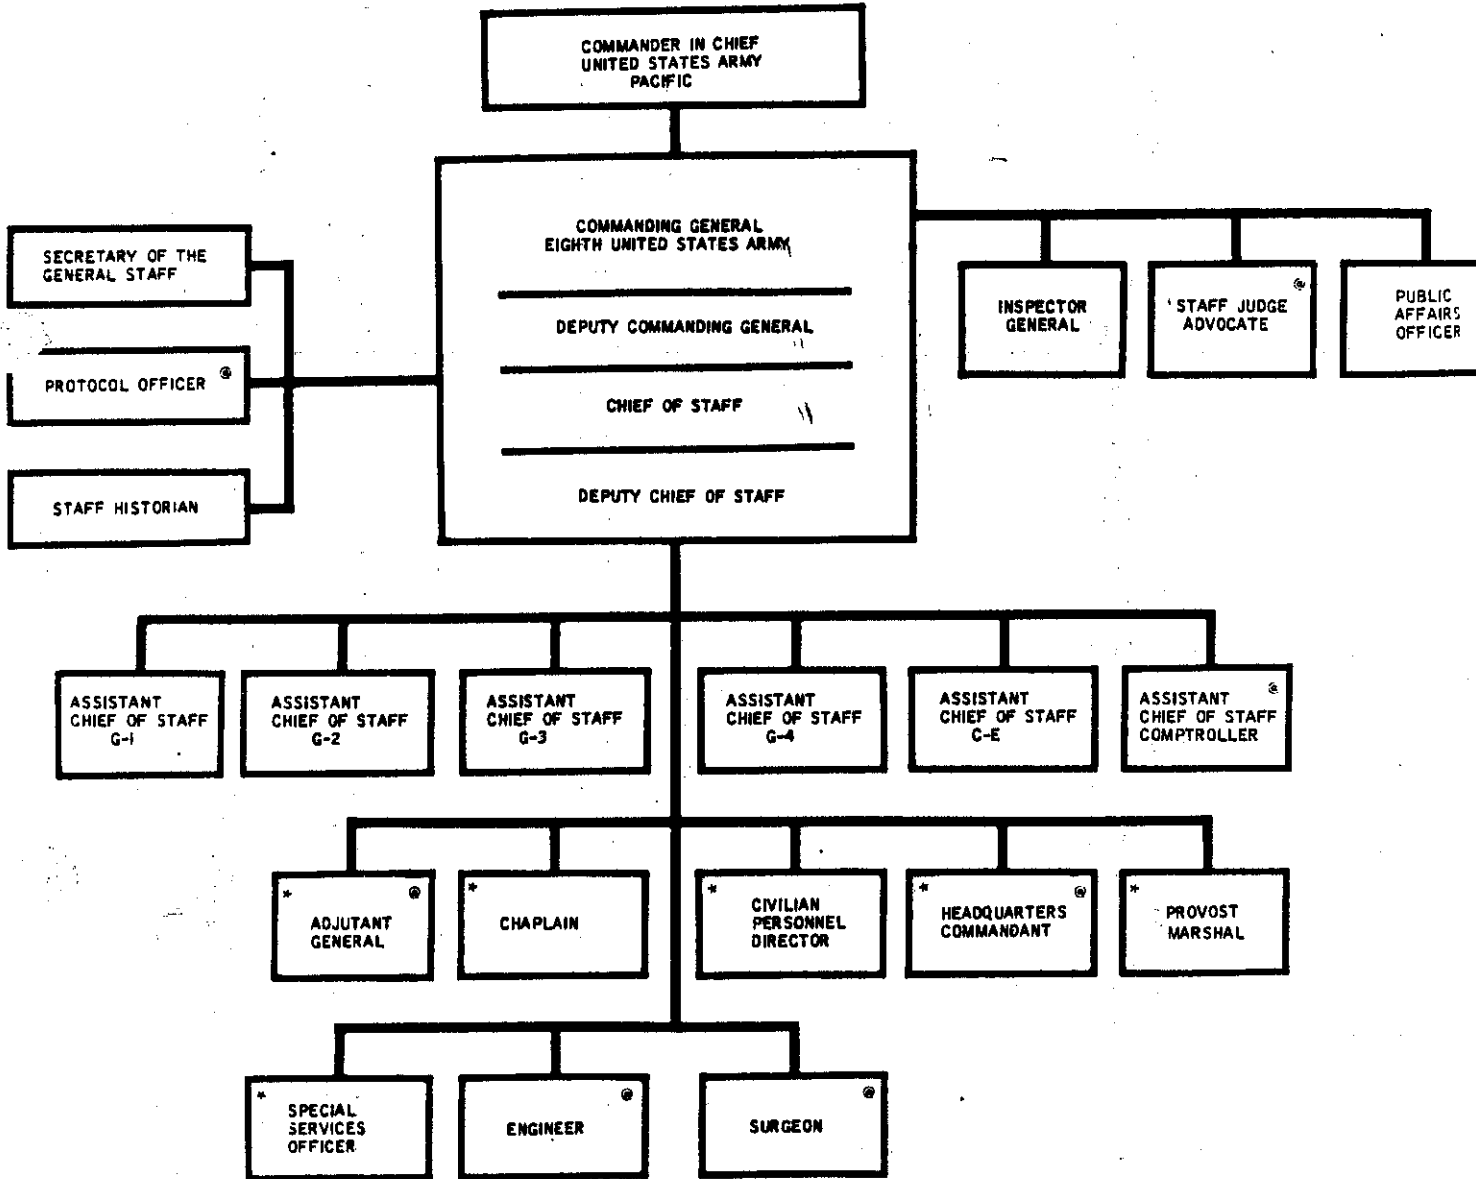 COMMANDER IN CHIEF
UNITED STATES ARMY
PACIFIC
COMMANDING GENERAL
EIGHTH UNITED STATES ARMY
DEPUTY COMMANDING GENERAL
CHIEF OF STAFF
DEPUTY CHIEF OF STAFF
SECRETARY OF THE
GENERAL STAFF
PROTOCOL OFFICER @
STAFF HISTORIAN
INSPECTOR
GENERAL
@
STAFF JUDGE
ADVOCATE
PUBLIC
AFFAIRS
OFFICER
ASSISTANT
CHIEF OF STAFF
G-1
ASSISTANT
CHIEF OF STAFF
G-2
ASSISTANT
CHIEF OF STAFF
G-3
ASSISTANT
CHIEF OF STAFF
G-4
ASSISTANT
CHIEF OF STAFF
C-E
@
ASSISTANT
CHIEF OF STAFF
COMPTROLLER
* @
ADJUTANT
GENERAL
*
CHAPLAIN
*
CIVILIAN
PERSONNEL
DIRECTOR
* @
HEADQUARTERS
COMMANDANT
*
PROVOST
MARSHAL
*
SPECIAL
SERVICES
OFFICER
@
ENGINEER
@
SURGEON